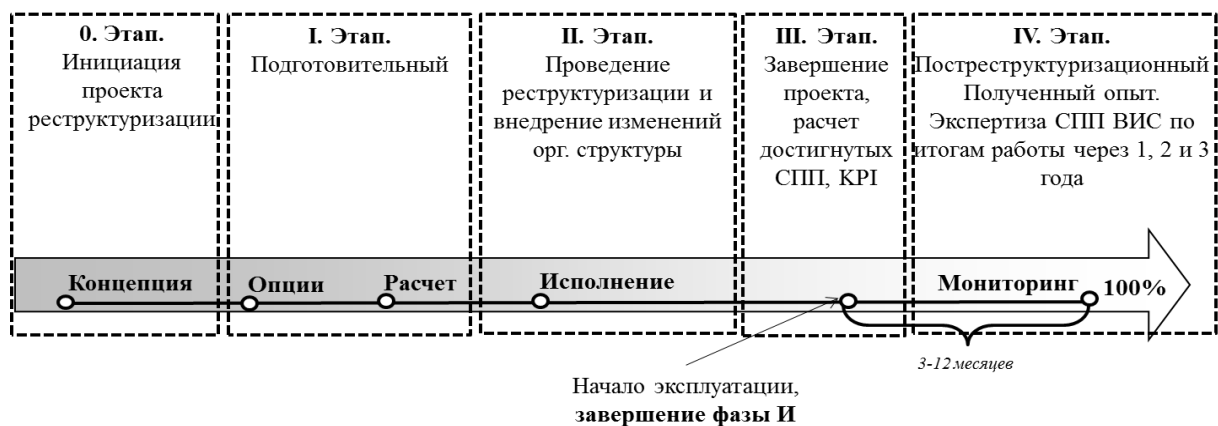 0. Этап.
Инициация
проекта
реструктуризации
I. Этап.
Подготовительный
II. Этап.
Проведение
реструктуризации и
внедрение изменений
орг. структуры
III. Этап.
Завершение
проекта,
расчет
достигнутых
СПП, KPI
IV. Этап.
Постреструктуризационный
Полученный опыт.
Экспертиза СПП ВИС по
итогам работы через 1, 2 и 3
года
Концепция
Опции
Расчет
Исполнение
Мониторинг
100%
3-12 месяцев
Начало эксплуатации,
завершение фазы И